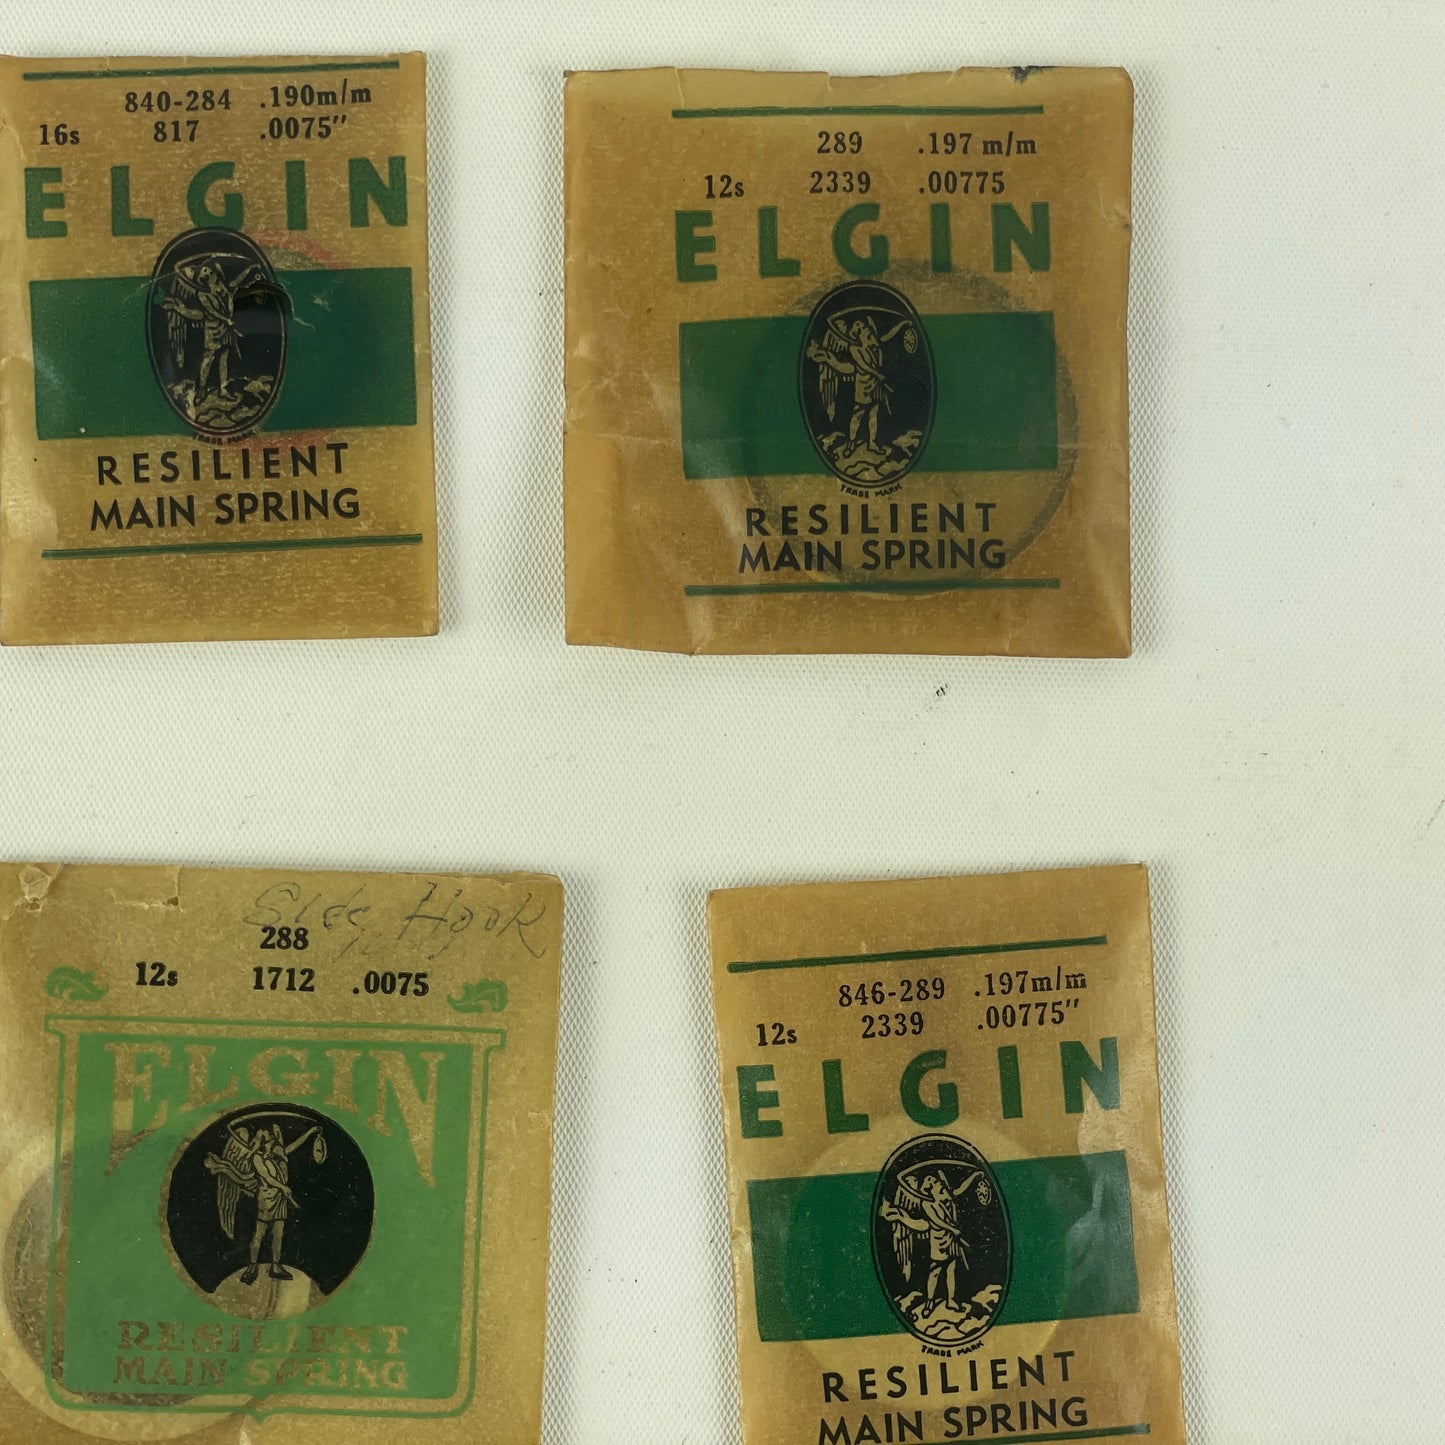 840-284 .190m/m
16s 817 .0075″
ELGIN
TRADE MARK
RESILIENT
MAIN SPRING
289 .197 m/m
12s 2339 .00775
ELGIN
TRADE MARK
RESILIENT
MAIN SPRING
Side Hook
288
12s 1712 .0075
ELGIN
RESILIENT
MAIN SPRING
846-289 .197m/m
12s 2339 .00775″
ELGIN
TRADE MARK
RESILIENT
MAIN SPRING